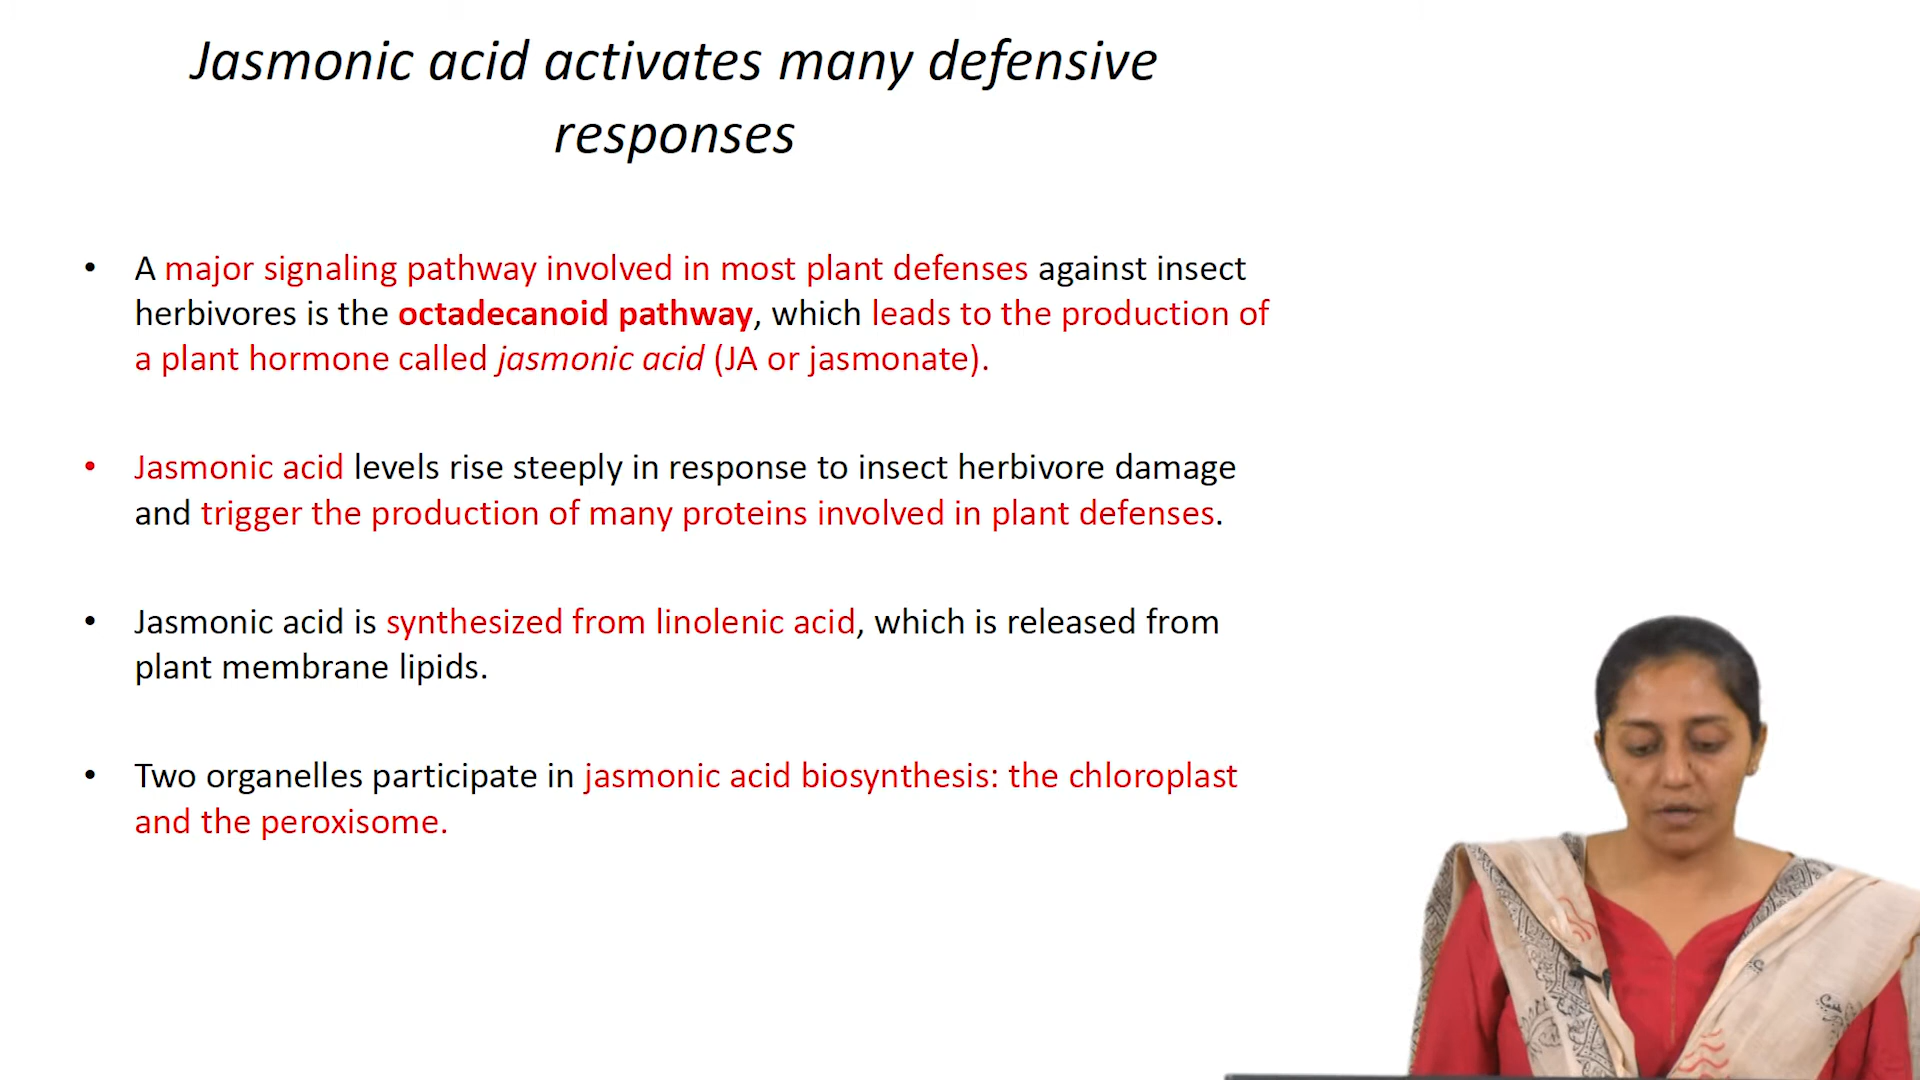 Jasmonic acid activates many defensive
responses
• A major signaling pathway involved in most plant defenses against insect
herbivores is the octadecanoid pathway, which leads to the production of
a plant hormone called jasmonic acid (JA or jasmonate).
• Jasmonic acid levels rise steeply in response to insect herbivore damage
and trigger the production of many proteins involved in plant defenses.
• Jasmonic acid is synthesized from linolenic acid, which is released from
plant membrane lipids.
• Two organelles participate in jasmonic acid biosynthesis: the chloroplast
and the peroxisome.